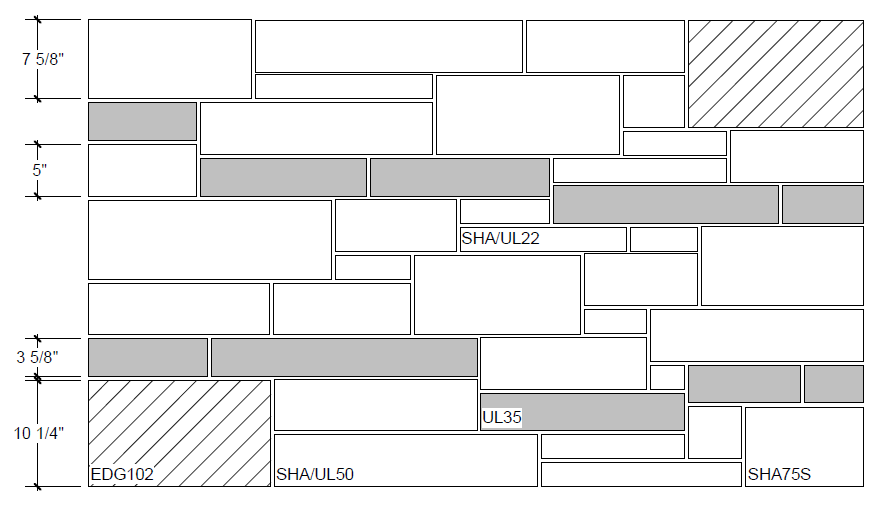 7 5/8"
5"
SHA/UL22
3 5/8"
UL35
10 1/4"
EDG102
SHA/UL50
SHA75S